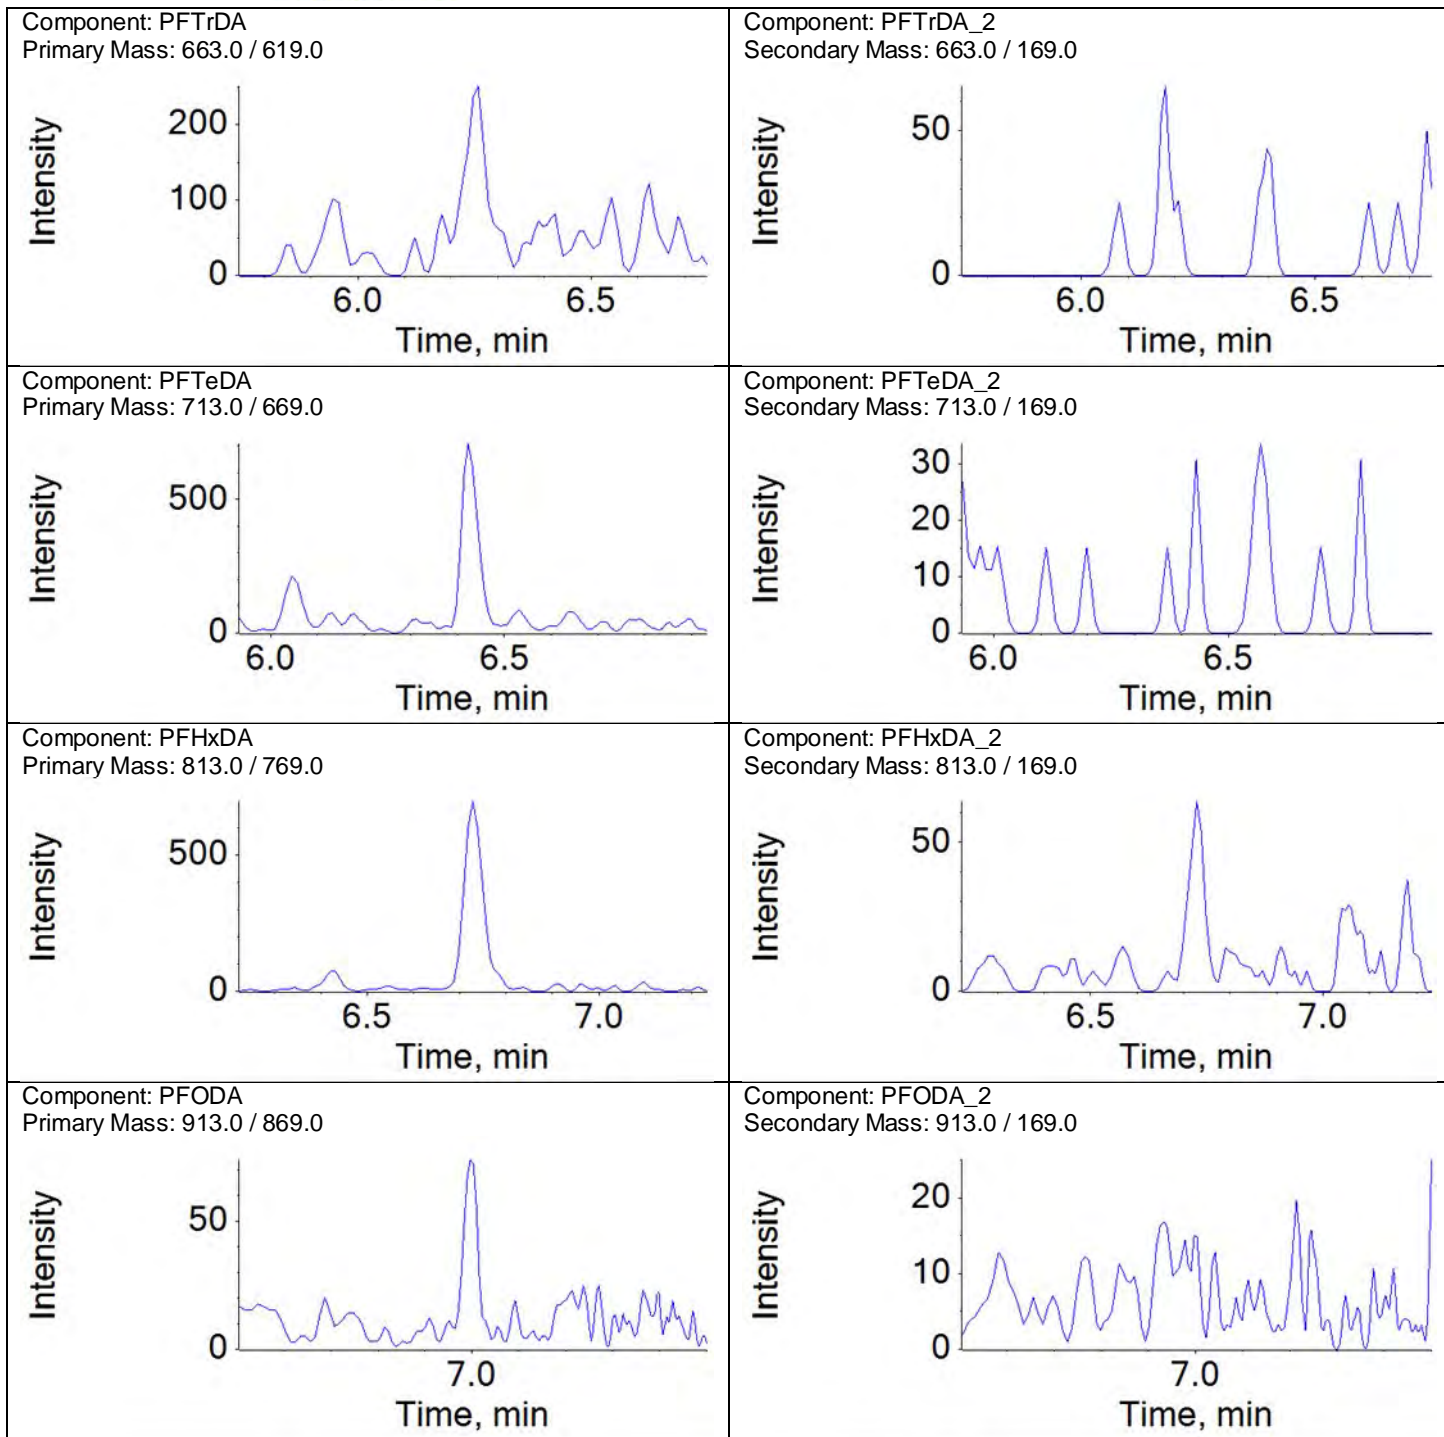 Component: PFTrDA
Primary Mass: 663.0 / 619.0
Intensity
200
100
0
6.0
6.5
Time, min
Component: PFTrDA_2
Secondary Mass: 663.0 / 169.0
Intensity
50
0
6.0
6.5
Time, min
Component: PFTeDA
Primary Mass: 713.0 / 669.0
Intensity
500
0
6.0
6.5
Time, min
Component: PFTeDA_2
Secondary Mass: 713.0 / 169.0
Intensity
30
20
10
0
6.0
6.5
Time, min
Component: PFHxDA
Primary Mass: 813.0 / 769.0
Intensity
500
0
6.5
7.0
Time, min
Component: PFHxDA_2
Secondary Mass: 813.0 / 169.0
Intensity
50
0
6.5
7.0
Time, min
Component: PFODA
Primary Mass: 913.0 / 869.0
Intensity
50
0
7.0
Time, min
Component: PFODA_2
Secondary Mass: 913.0 / 169.0
Intensity
20
10
0
7.0
Time, min